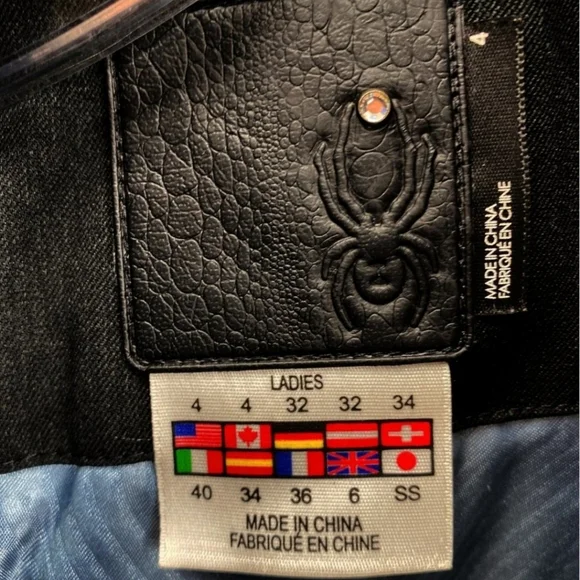 4
MADE IN CHINA
FABRIQUÉ EN CHINE
LADIES
4 4 32 32 34
40 34 36 6 SS
MADE IN CHINA
FABRIQUÉ EN CHINE